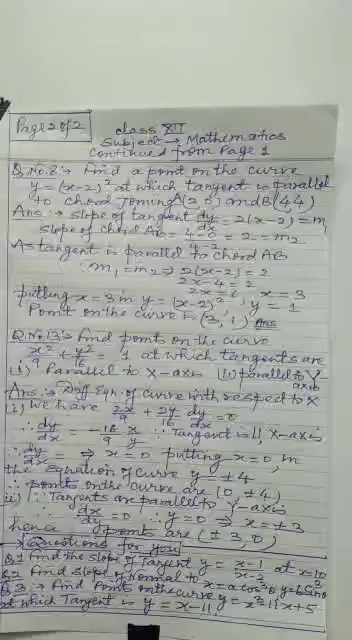 Page 2 of 2
class XII
Subject → Mathematics
Continued from Page 1
Q.No.8 :→ find a point on the curve
y = (x-2)² at which tangent is parallel
to chord Joining A(2,0) and B(4,4)
Ans :→ slope of tangent dy/dx = 2(x-2) = m₁
slope of chord AB = 4-0/4-2 = 2 = m₂
As tangent is parallel to chord AB
m₁ = m₂ ⇒ 2(x-2) = 2
2x-4 = 2
2x = 6, x = 3
putting x = 3 in y = (x-2)², y = 1
Point on the curve is (3, 1) Ans
Q.No.13 :→ find points on the curve
x²/9 + y²/16 = 1 at which tangents are
(i) Parallel to X-axis (ii) parallel to Y-axis
Ans :→ Diff Eqn. of curve with respect to X
i) We have 2x/9 + 2y/16 dy/dx = 0
∴ dy/dx = -16/9 x/y ∵ Tangent is || X-axis
∴ dy/dx = ⇒ x = 0 putting x = 0, in
the equation of curve y = ±4
∴ points on the curve are (0, ±4)
ii) ∵ Tangents are parallel to Y-axis
∴ dx/dy = 0 ∴ y = 0 ⇒ x = ±3
hence points are (±3, 0)
Questions for you
Q.1 find the slope of Tangent y = x-1/x-2 at x=10
Q.2 find slope of normal to x = a cos³θ y=
Q.3 :→ find Point on the curve y = x³-11x+5
at which Tangent is y = x-11